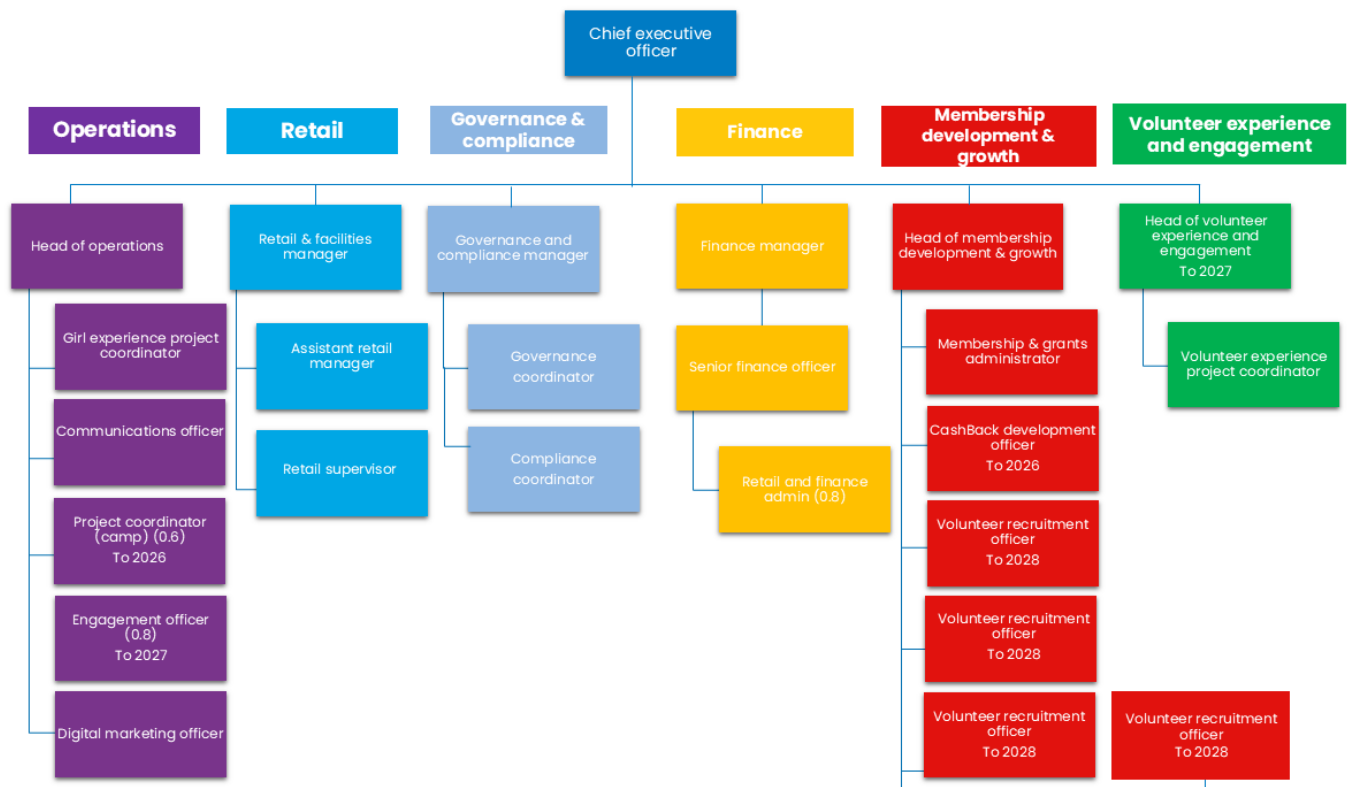 Chief executive
officer
Operations
Retail
Governance &
compliance
Finance
Membership
development &
growth
Volunteer experience
and engagement
Head of operations
Retail & facilities
manager
Governance and
compliance manager
Finance manager
Head of membership
development & growth
Head of volunteer
experience and
engagement
To 2027
Girl experience project
coordinator
Communications officer
Project coordinator
(camp) (0.6)
To 2026
Engagement officer
(0.8)
To 2027
Digital marketing officer
Assistant retail
manager
Retail supervisor
Governance
coordinator
Compliance
coordinator
Senior finance officer
Retail and finance
admin (0.8)
Membership & grants
administrator
CashBack development
officer
To 2026
Volunteer recruitment
officer
To 2028
Volunteer recruitment
officer
To 2028
Volunteer recruitment
officer
To 2028
Volunteer experience
project coordinator
Volunteer recruitment
officer
To 2028